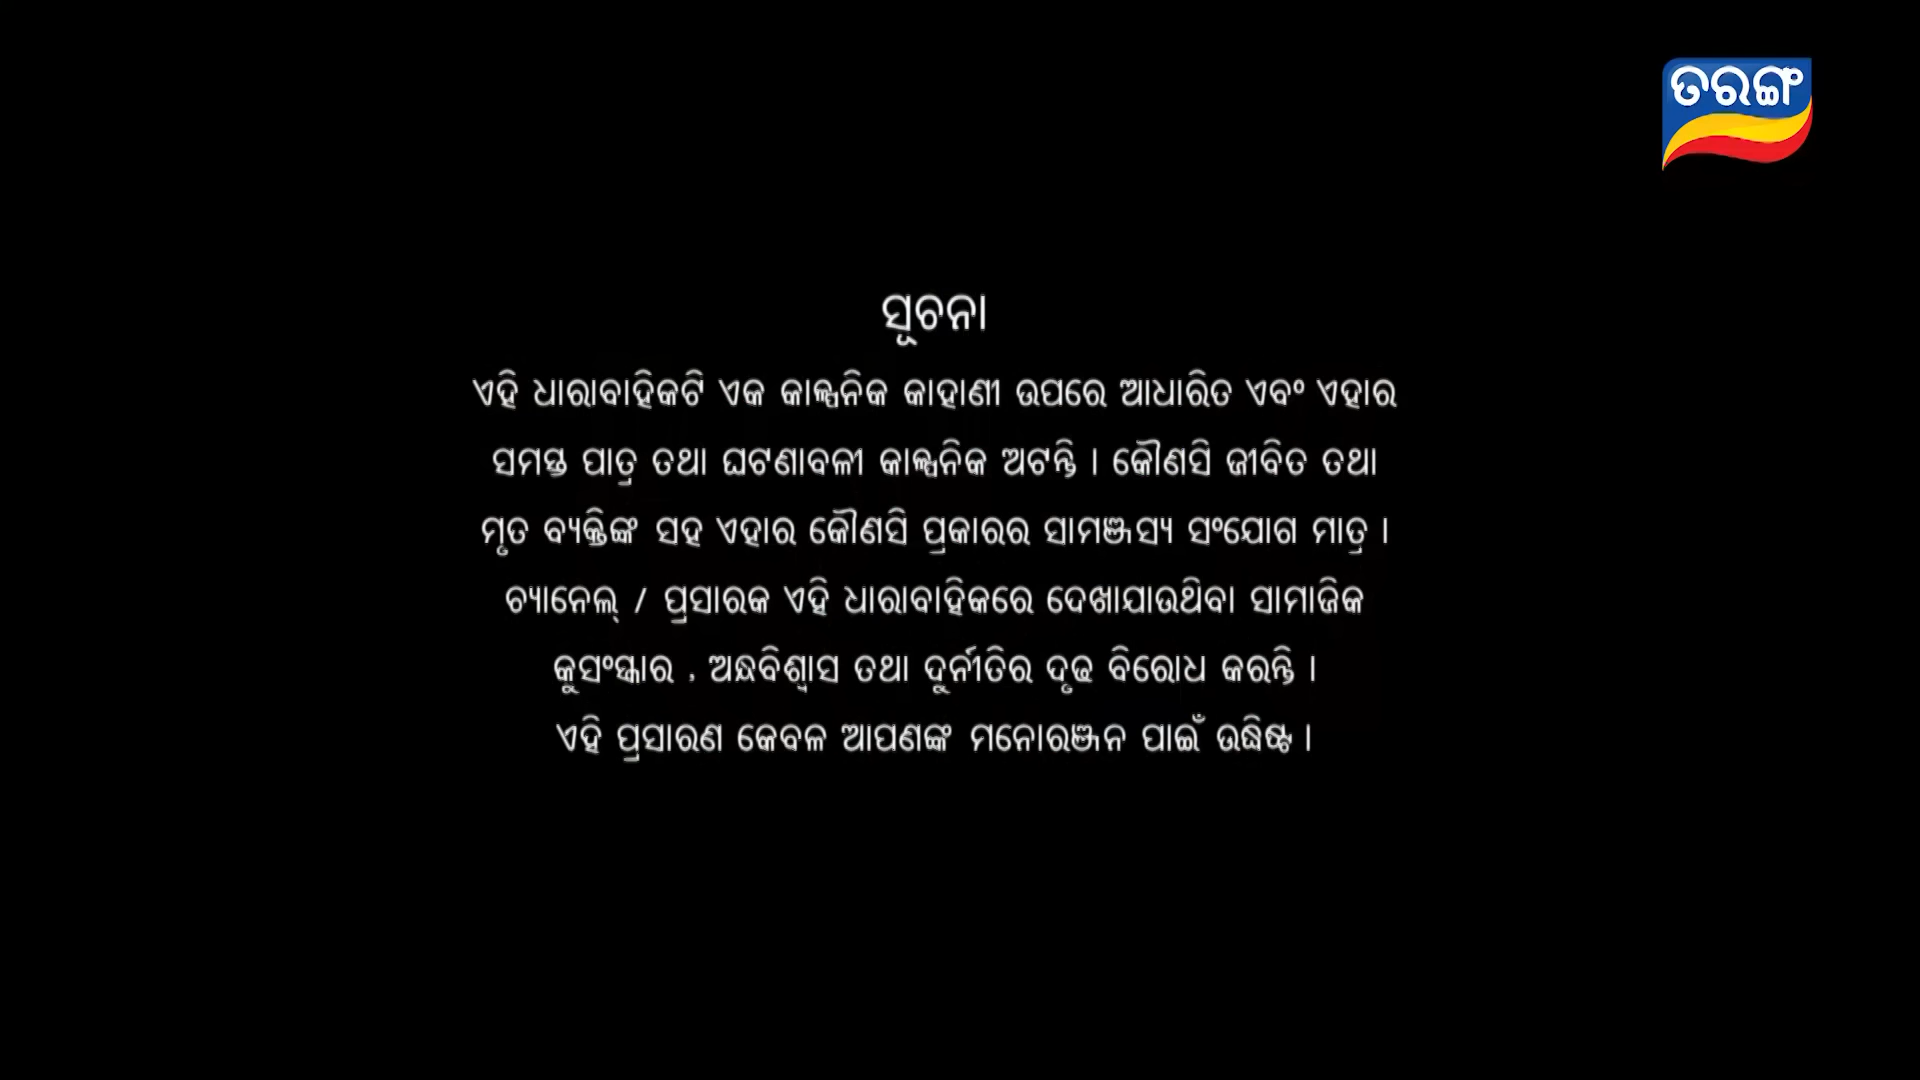 ତରଙ୍ଗ
ସୂଚନା
ଏହି ଧାରାବାହିକଟି ଏକ କାଳ୍ପନିକ କାହାଣୀ ଉପରେ ଆଧାରିତ ଏବଂ ଏହାର
ସମସ୍ତ ପାତ୍ର ତଥା ଘଟଣାବଳୀ କାଳ୍ପନିକ ଅଟନ୍ତି । କୌଣସି ଜୀବିତ ତଥା
ମୃତ ବ୍ୟକ୍ତିଙ୍କ ସହ ଏହାର କୌଣସି ପ୍ରକାରର ସାମଞ୍ଜସ୍ୟ ସଂଯୋଗ ମାତ୍ର ।
ଚ୍ୟାନେଲ୍ / ପ୍ରସାରକ ଏହି ଧାରାବାହିକରେ ଦେଖାଯାଉଥିବା ସାମାଜିକ
କୁସଂସ୍କାର , ଅନ୍ଧବିଶ୍ୱାସ ତଥା ଦୁର୍ନୀତିର ଦୃଢ ବିରୋଧ କରନ୍ତି ।
ଏହି ପ୍ରସାରଣ କେବଳ ଆପଣଙ୍କ ମନୋରଞ୍ଜନ ପାଇଁ ଉଦ୍ଧିଷ୍ଟ ।